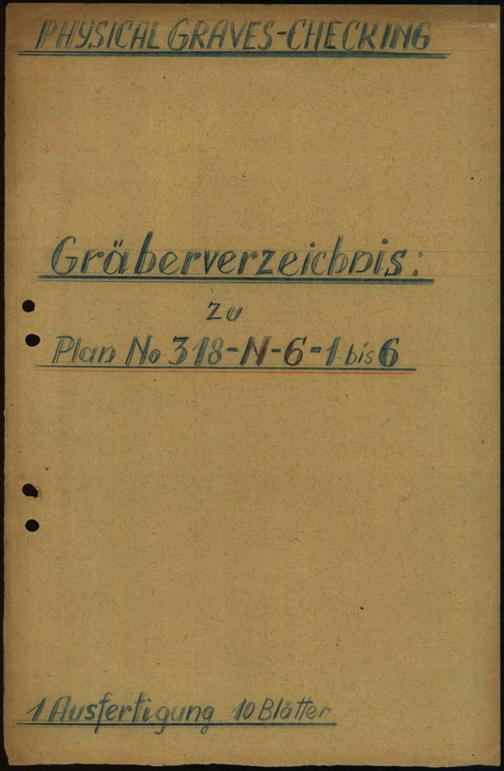 PHYSICAL GRAVES-CHECKING
Gräberverzeichnis:
zu
Plan No 318-N-6-1 bis 6
1 Ausfertigung 10 Blätter